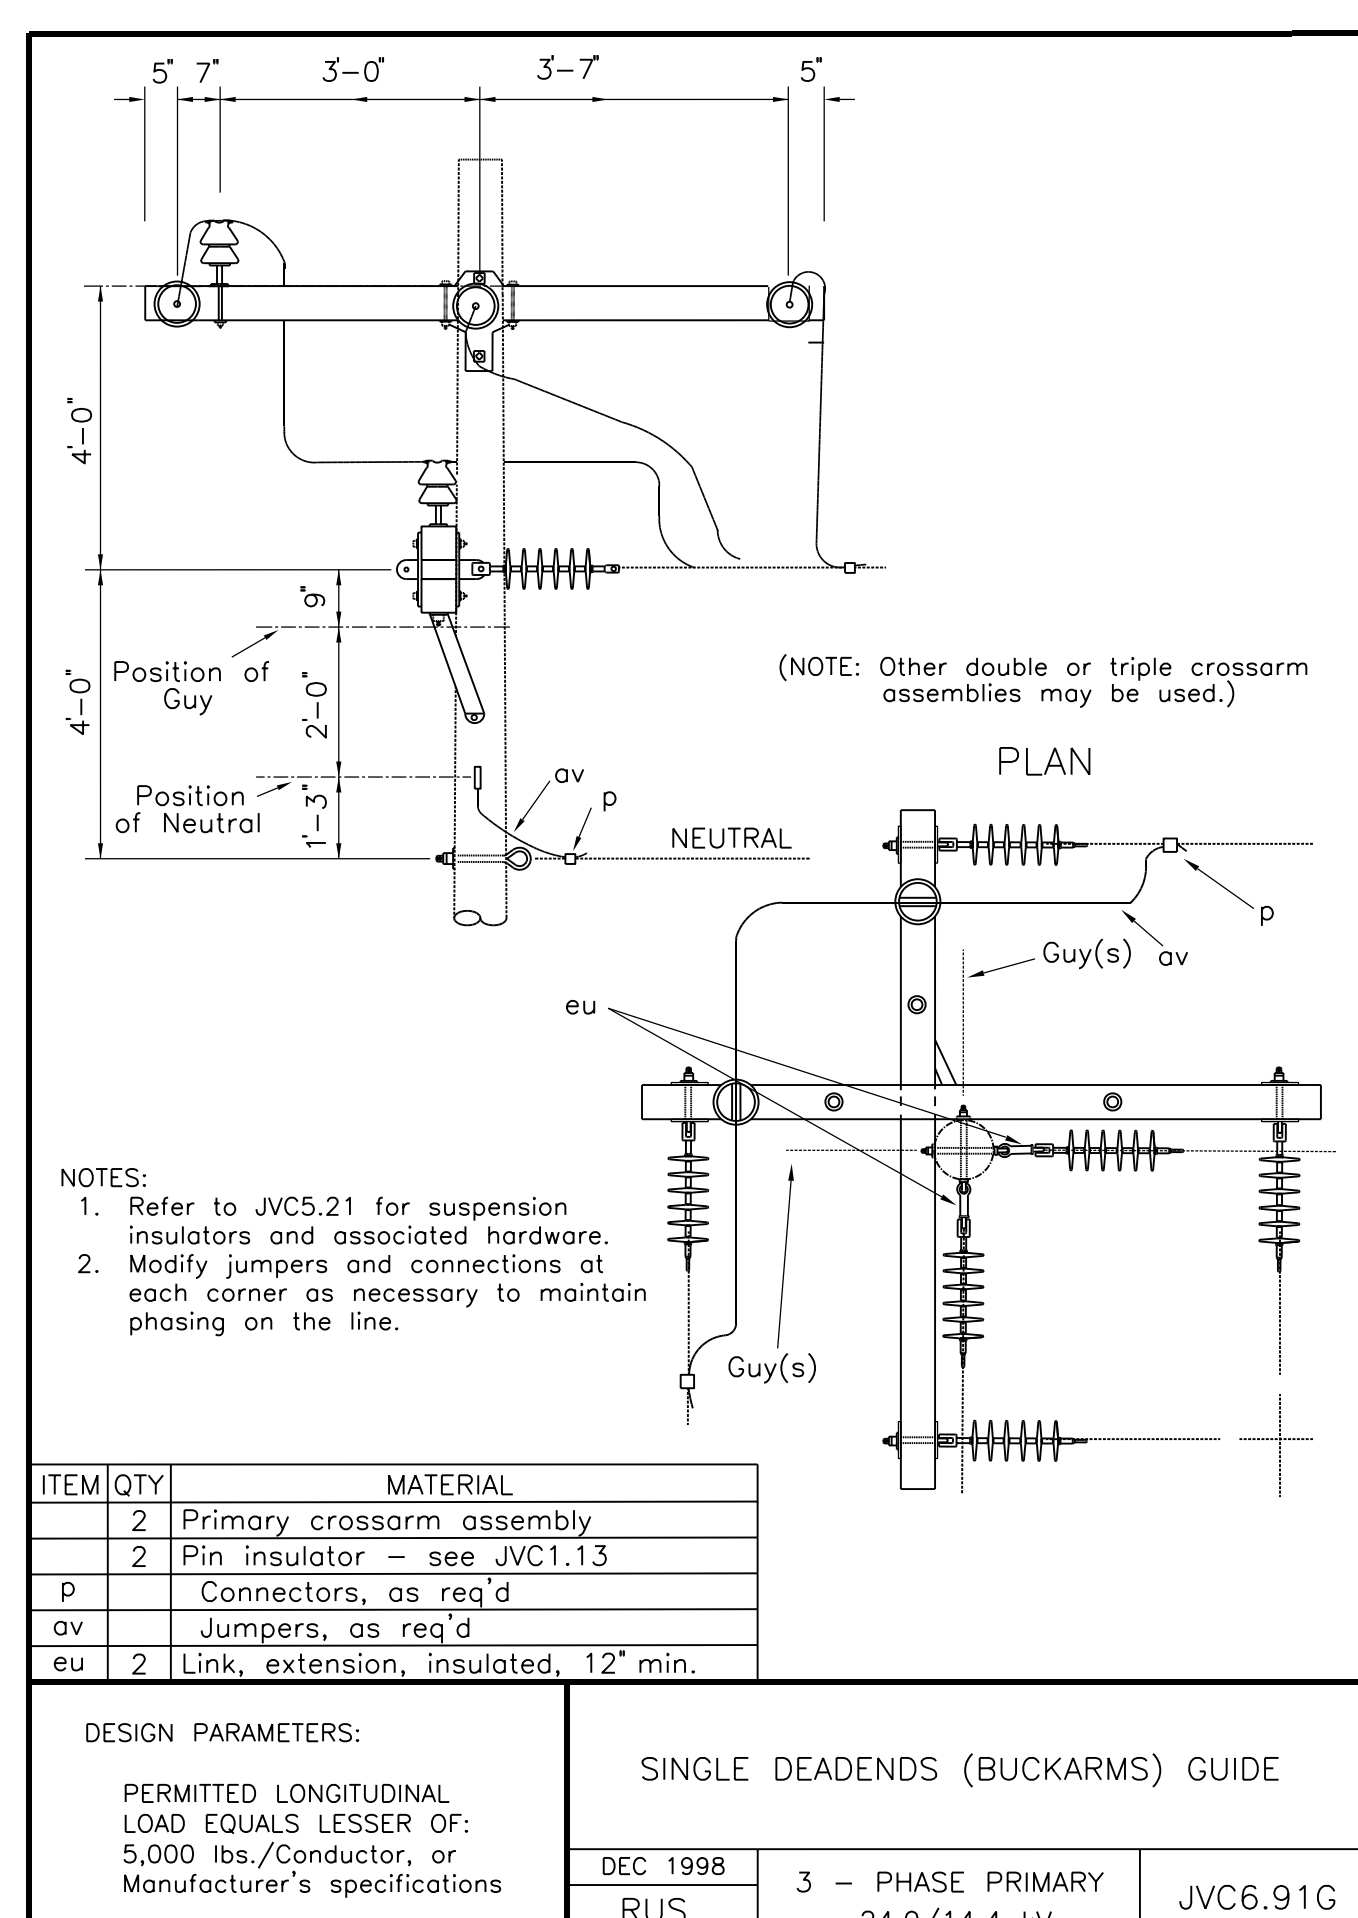 5" 7" 3'-0" 3'-7" 5"
4'-0"
4'-0"
9"
2'-0"
1'-3"
Position of
Guy
Position
of Neutral
av
p
NEUTRAL
(NOTE: Other double or triple crossarm
assemblies may be used.)
PLAN
p
Guy(s) av
eu
Guy(s)
NOTES:
1. Refer to JVC5.21 for suspension
insulators and associated hardware.
2. Modify jumpers and connections at
each corner as necessary to maintain
phasing on the line.
ITEM QTY MATERIAL
2 Primary crossarm assembly
2 Pin insulator - see JVC1.13
p Connectors, as req'd
av Jumpers, as req'd
eu 2 Link, extension, insulated, 12" min.
DESIGN PARAMETERS:
PERMITTED LONGITUDINAL
LOAD EQUALS LESSER OF:
5,000 lbs./Conductor, or
Manufacturer's specifications
SINGLE DEADENDS (BUCKARMS) GUIDE
DEC 1998
RUS
3 - PHASE PRIMARY
JVC6.91G